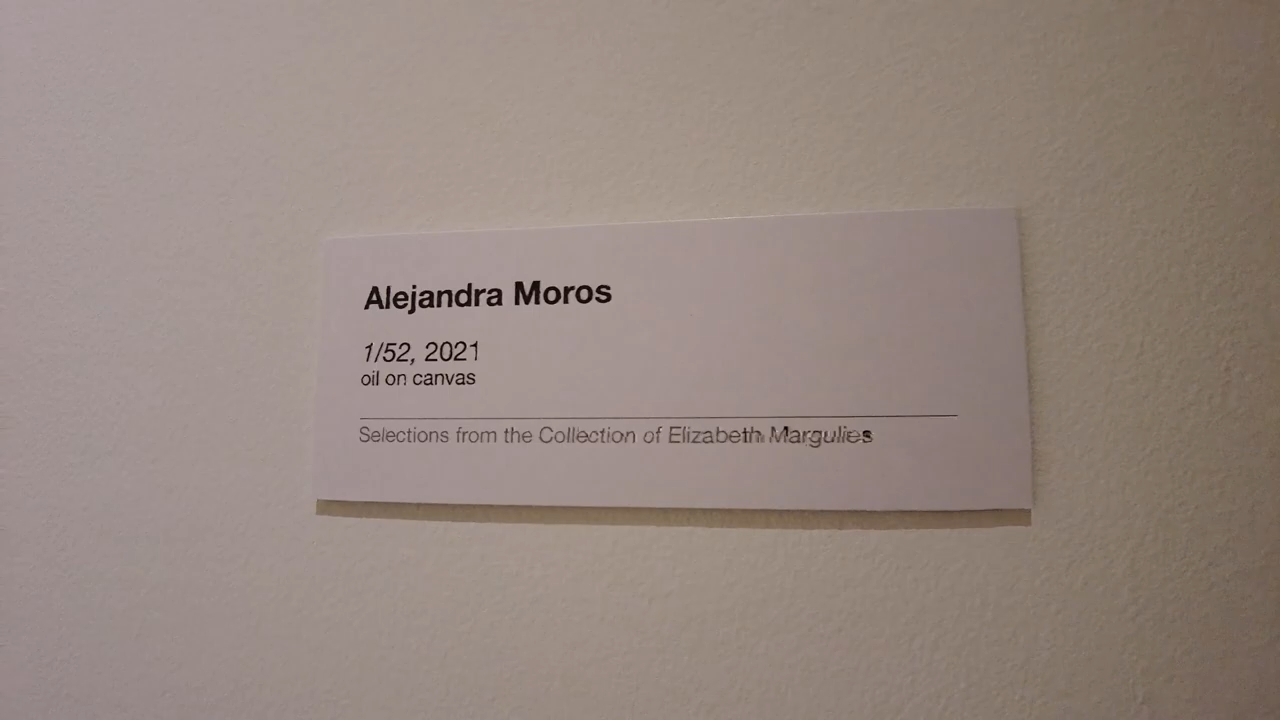 Alejandra Moros
1/52, 2021
oil on canvas
Selections from the Collection of Elizabeth Margulies